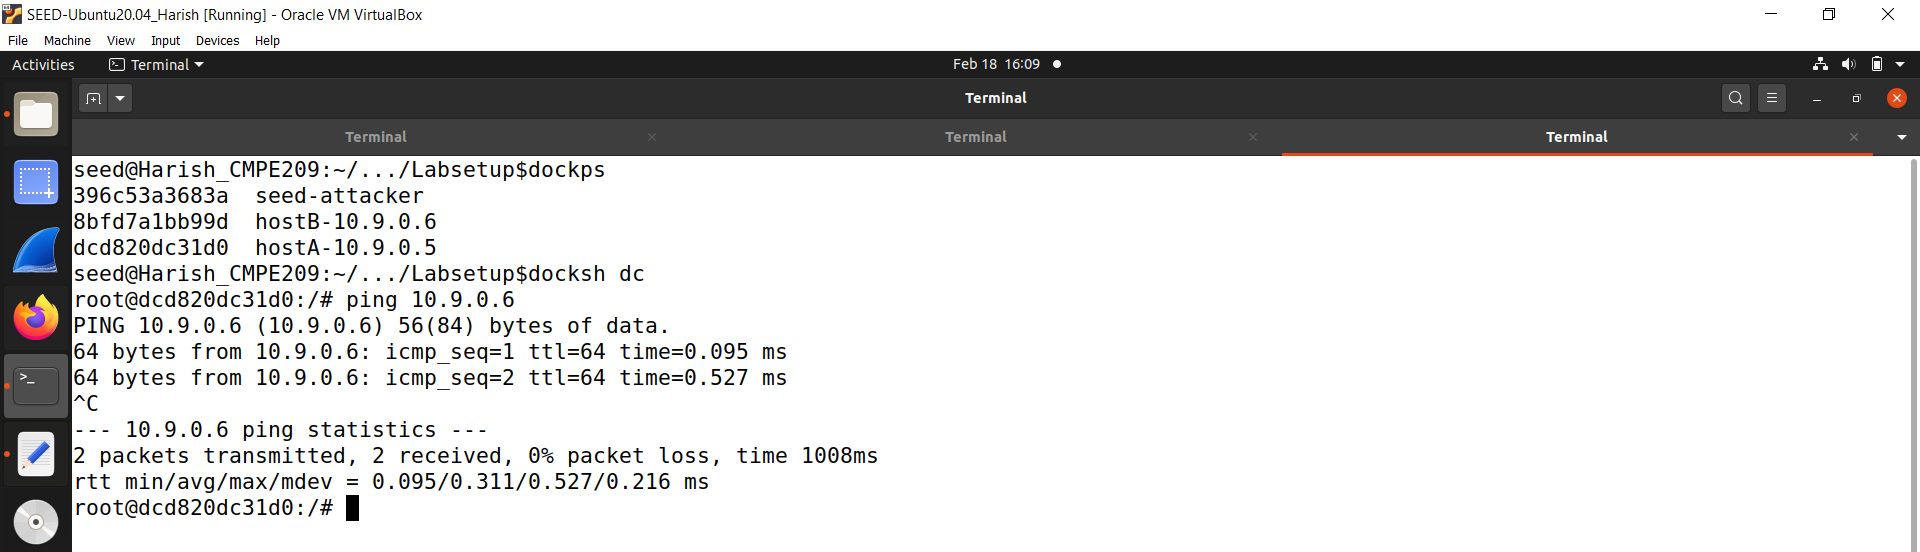 SEED-Ubuntu20.04_Harish [Running] - Oracle VM VirtualBox
File Machine View Input Devices Help
Activities Terminal Feb 18 16:09
Terminal
Terminal Terminal Terminal
seed@Harish_CMPE209:~/.../Labsetup$dockps
396c53a3683a  seed-attacker
8bfd7a1bb99d  hostB-10.9.0.6
dcd820dc31d0  hostA-10.9.0.5
seed@Harish_CMPE209:~/.../Labsetup$docksh dc
root@dcd820dc31d0:/# ping 10.9.0.6
PING 10.9.0.6 (10.9.0.6) 56(84) bytes of data.
64 bytes from 10.9.0.6: icmp_seq=1 ttl=64 time=0.095 ms
64 bytes from 10.9.0.6: icmp_seq=2 ttl=64 time=0.527 ms
^C
--- 10.9.0.6 ping statistics ---
2 packets transmitted, 2 received, 0% packet loss, time 1008ms
rtt min/avg/max/mdev = 0.095/0.311/0.527/0.216 ms
root@dcd820dc31d0:/#